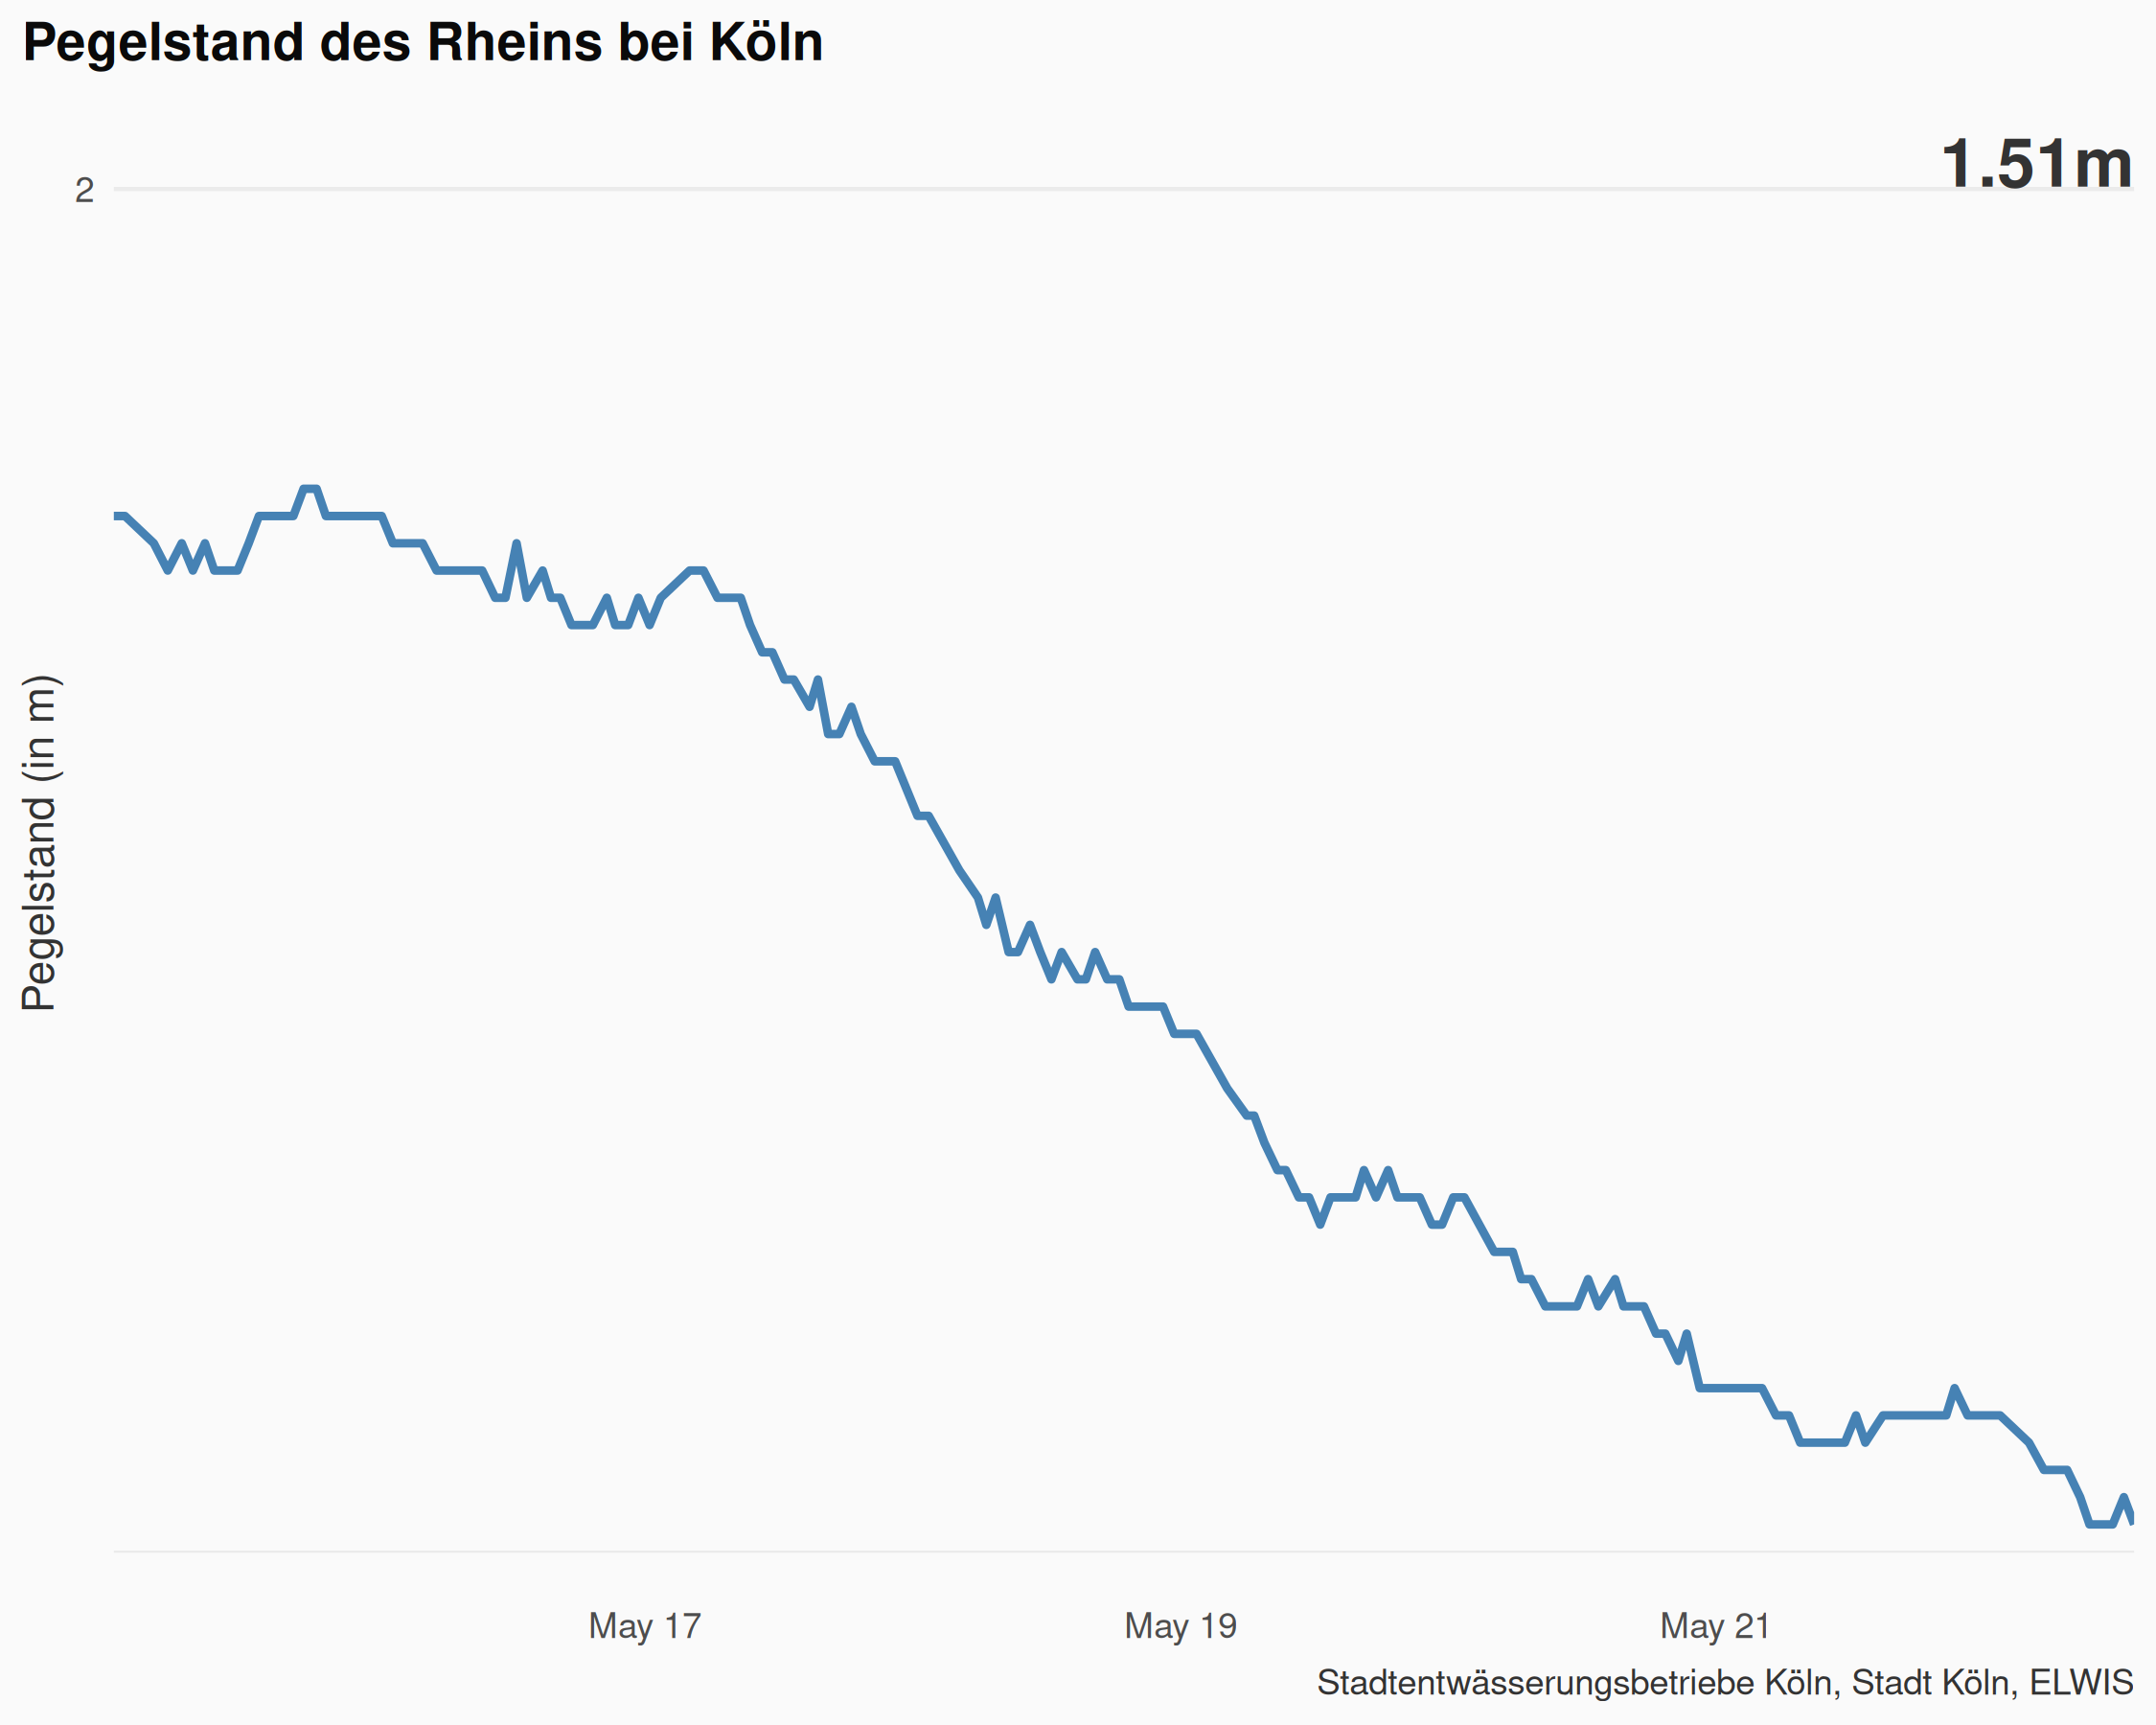 Pegelstand des Rheins bei Köln
1.51m
2
Pegelstand (in m)
May 17
May 19
May 21
Stadtentwässerungsbetriebe Köln, Stadt Köln, ELWIS